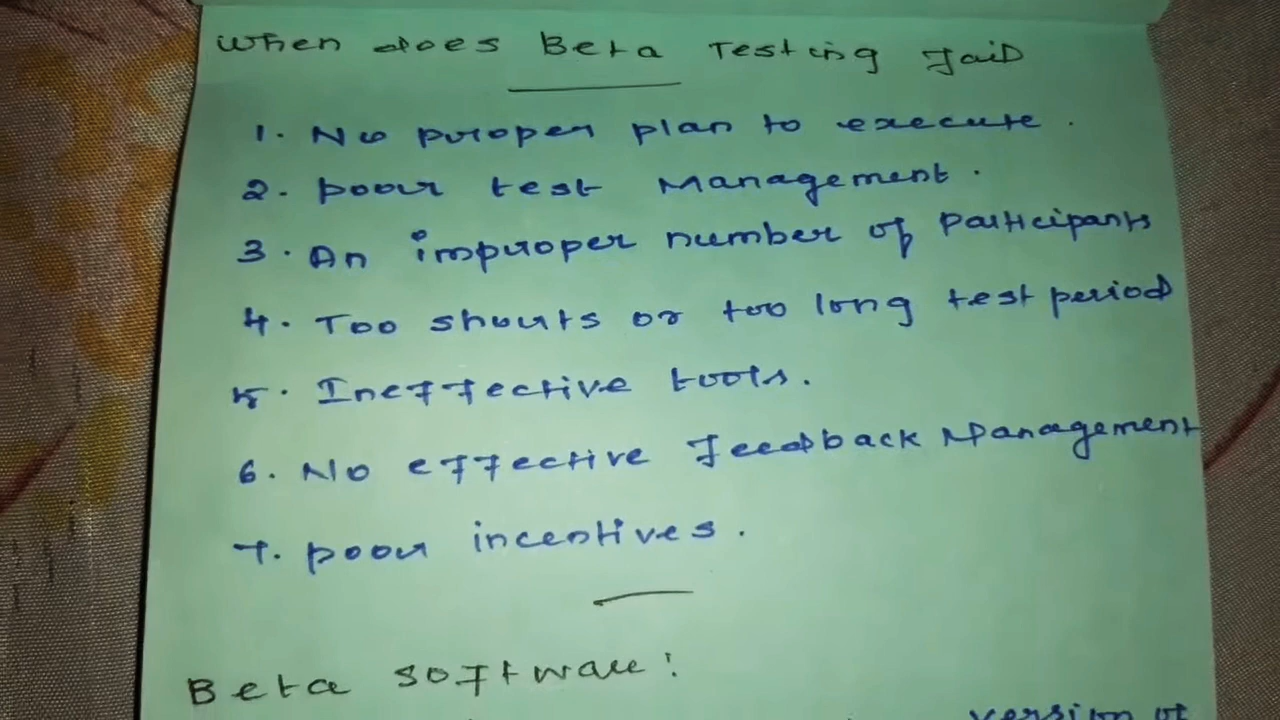 When does Beta Testing Fail
1. No proper plan to execute.
2. poor test Management.
3. An improper number of participants
4. Too shorts or too long test period
5. Ineffective tools.
6. No effective Feedback Management
7. poor incentives.
Beta software:
version of